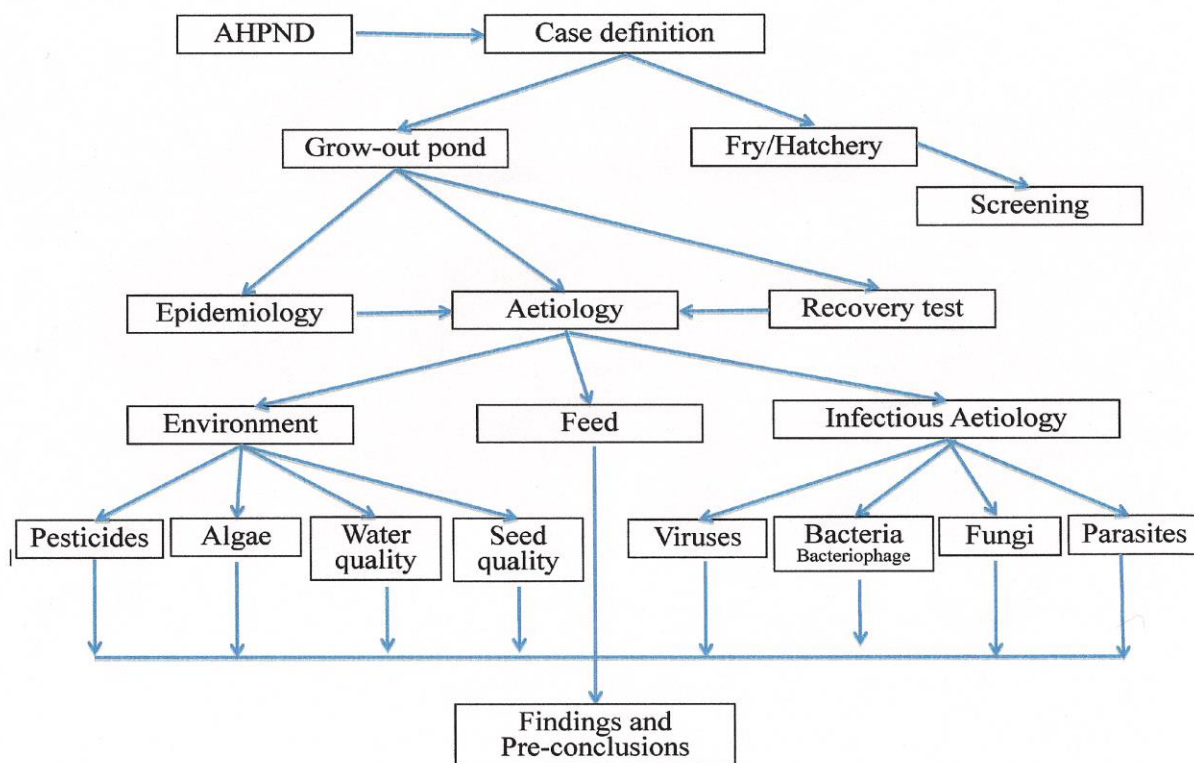 AHPND
Case definition
Grow-out pond
Fry/Hatchery
Screening
Epidemiology
Aetiology
Recovery test
Environment
Feed
Infectious Aetiology
Pesticides
Algae
Water
quality
Seed
quality
Viruses
Bacteria
Bacteriophage
Fungi
Parasites
Findings and
Pre-conclusions